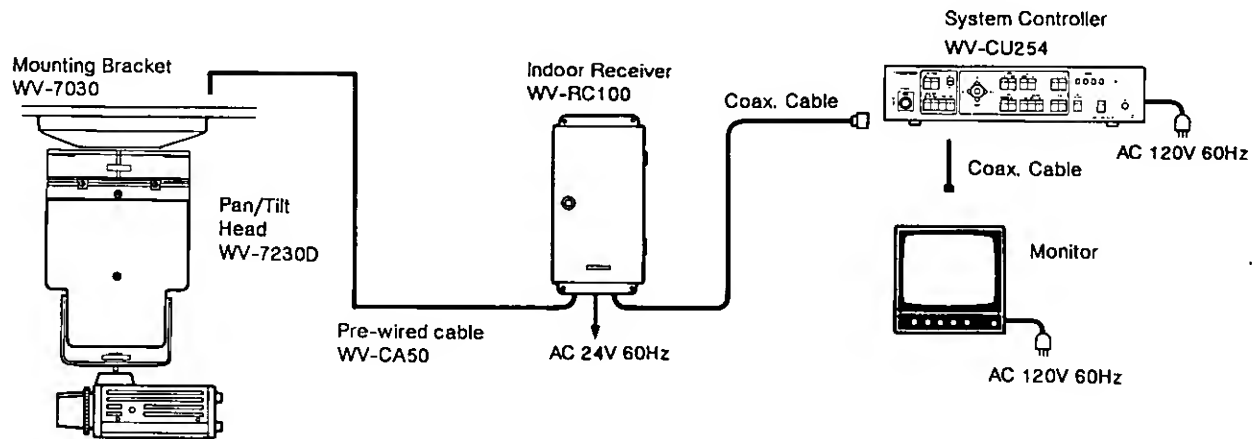 System Controller
WV-CU254
Mounting Bracket
WV-7030
Indoor Receiver
WV-RC100
Coax. Cable
AC 120V 60Hz
Coax. Cable
Pan/Tilt
Head
WV-7230D
Monitor
Pre-wired cable
WV-CA50
AC 24V 60Hz
AC 120V 60Hz